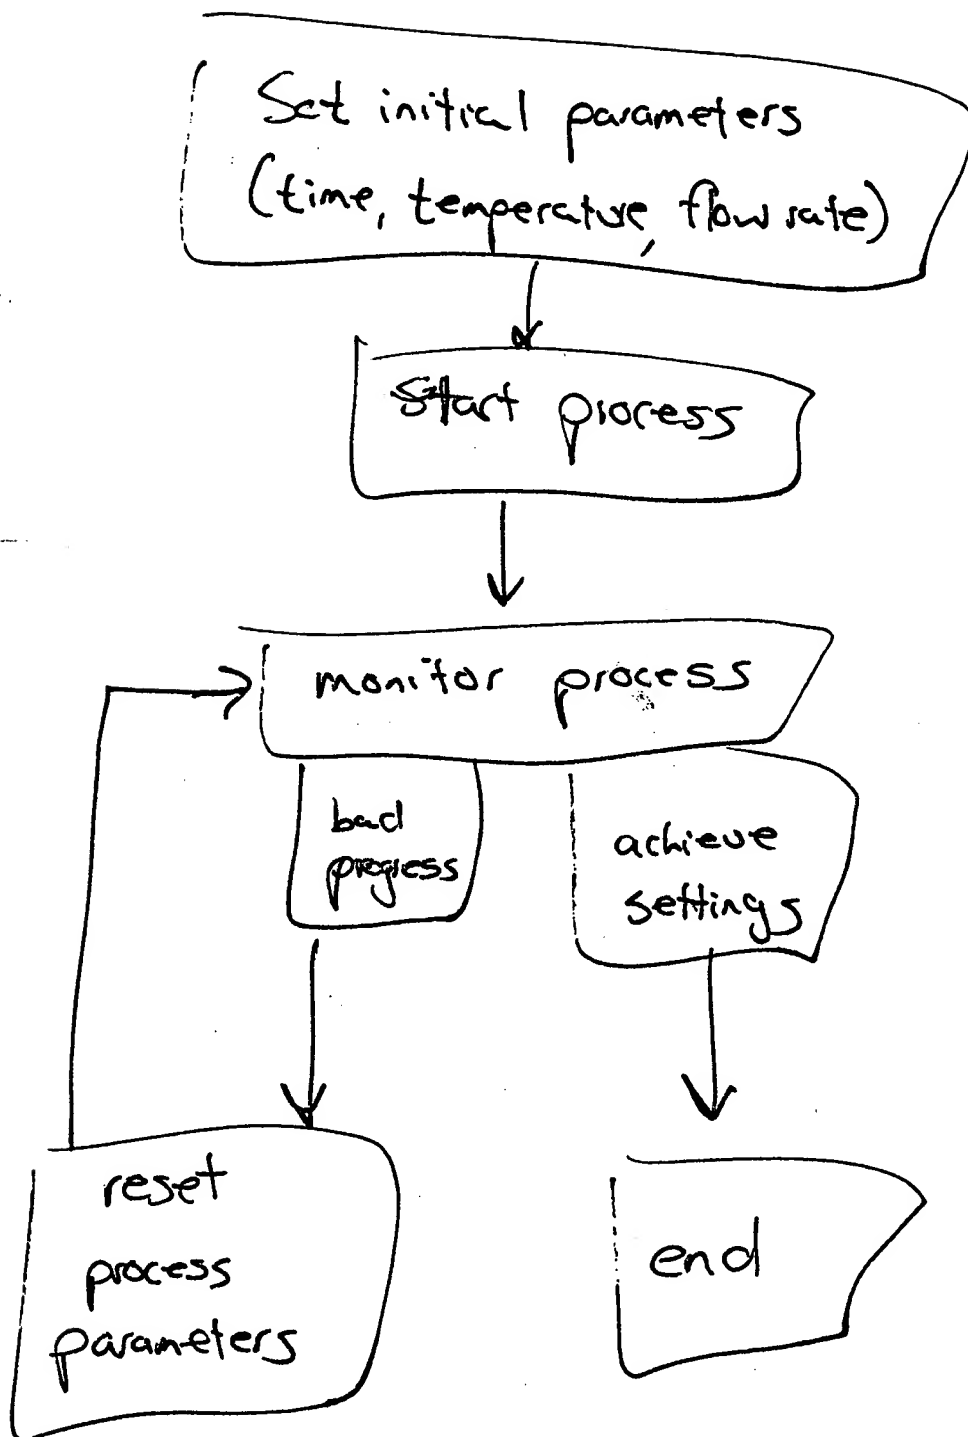 Set initial parameters
(time, temperature, flow rate)
Start process
monitor process
bad
progress
achieve
settings
reset
process
parameters
end